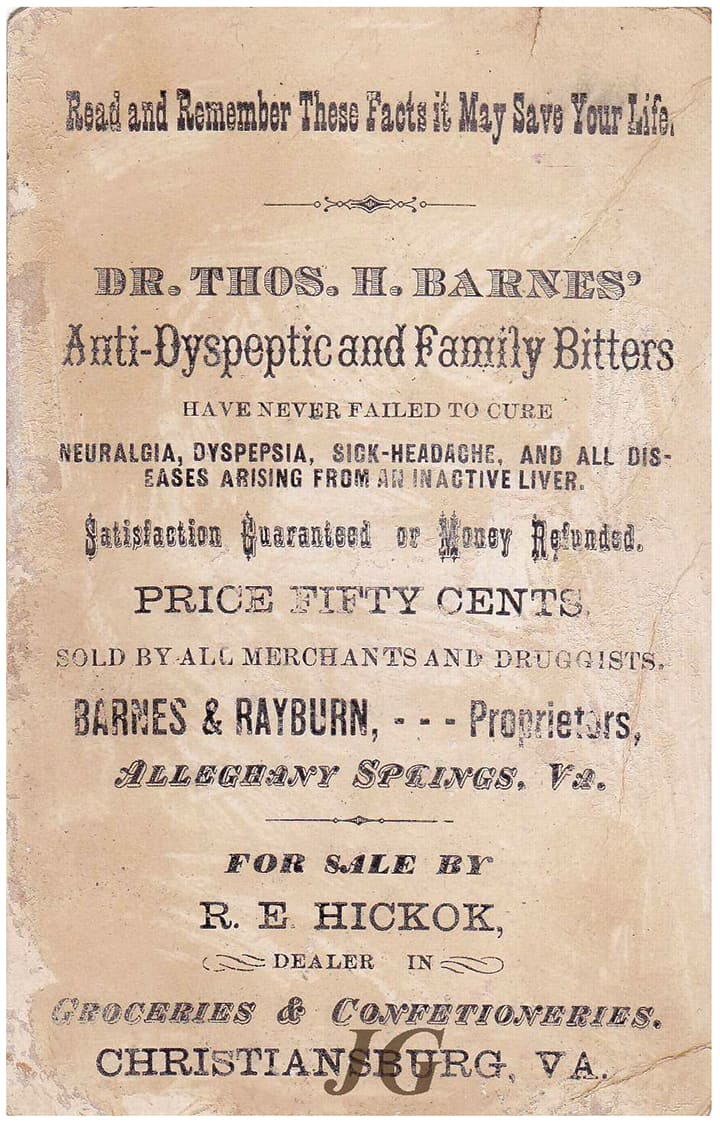 Read and Remember These Facts it May Save Your Life.
DR. THOS. H. BARNES'
Anti-Dyspeptic and Family Bitters
HAVE NEVER FAILED TO CURE
NEURALGIA, DYSPEPSIA, SICK-HEADACHE, AND ALL DIS-
EASES ARISING FROM AN INACTIVE LIVER.
Satisfaction Guaranteed or Money Refunded.
PRICE FIFTY CENTS.
SOLD BY ALL MERCHANTS AND DRUGGISTS.
BARNES & RAYBURN, - - - Proprietors,
ALLEGHANY SPRINGS, VA.
FOR SALE BY
R. E. HICKOK,
DEALER IN
GROCERIES & CONFETIONERIES.
CHRISTIANSBURG, VA.
JG